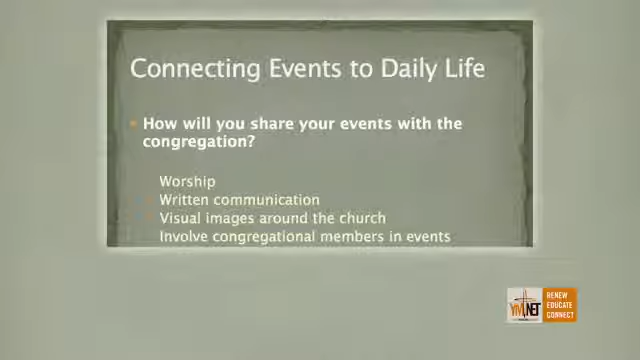 Connecting Events to Daily Life
How will you share your events with the
congregation?
Worship
Written communication
Visual images around the church
Involve congregational members in events
YMNET
RENEW
EDUCATE
CONNECT